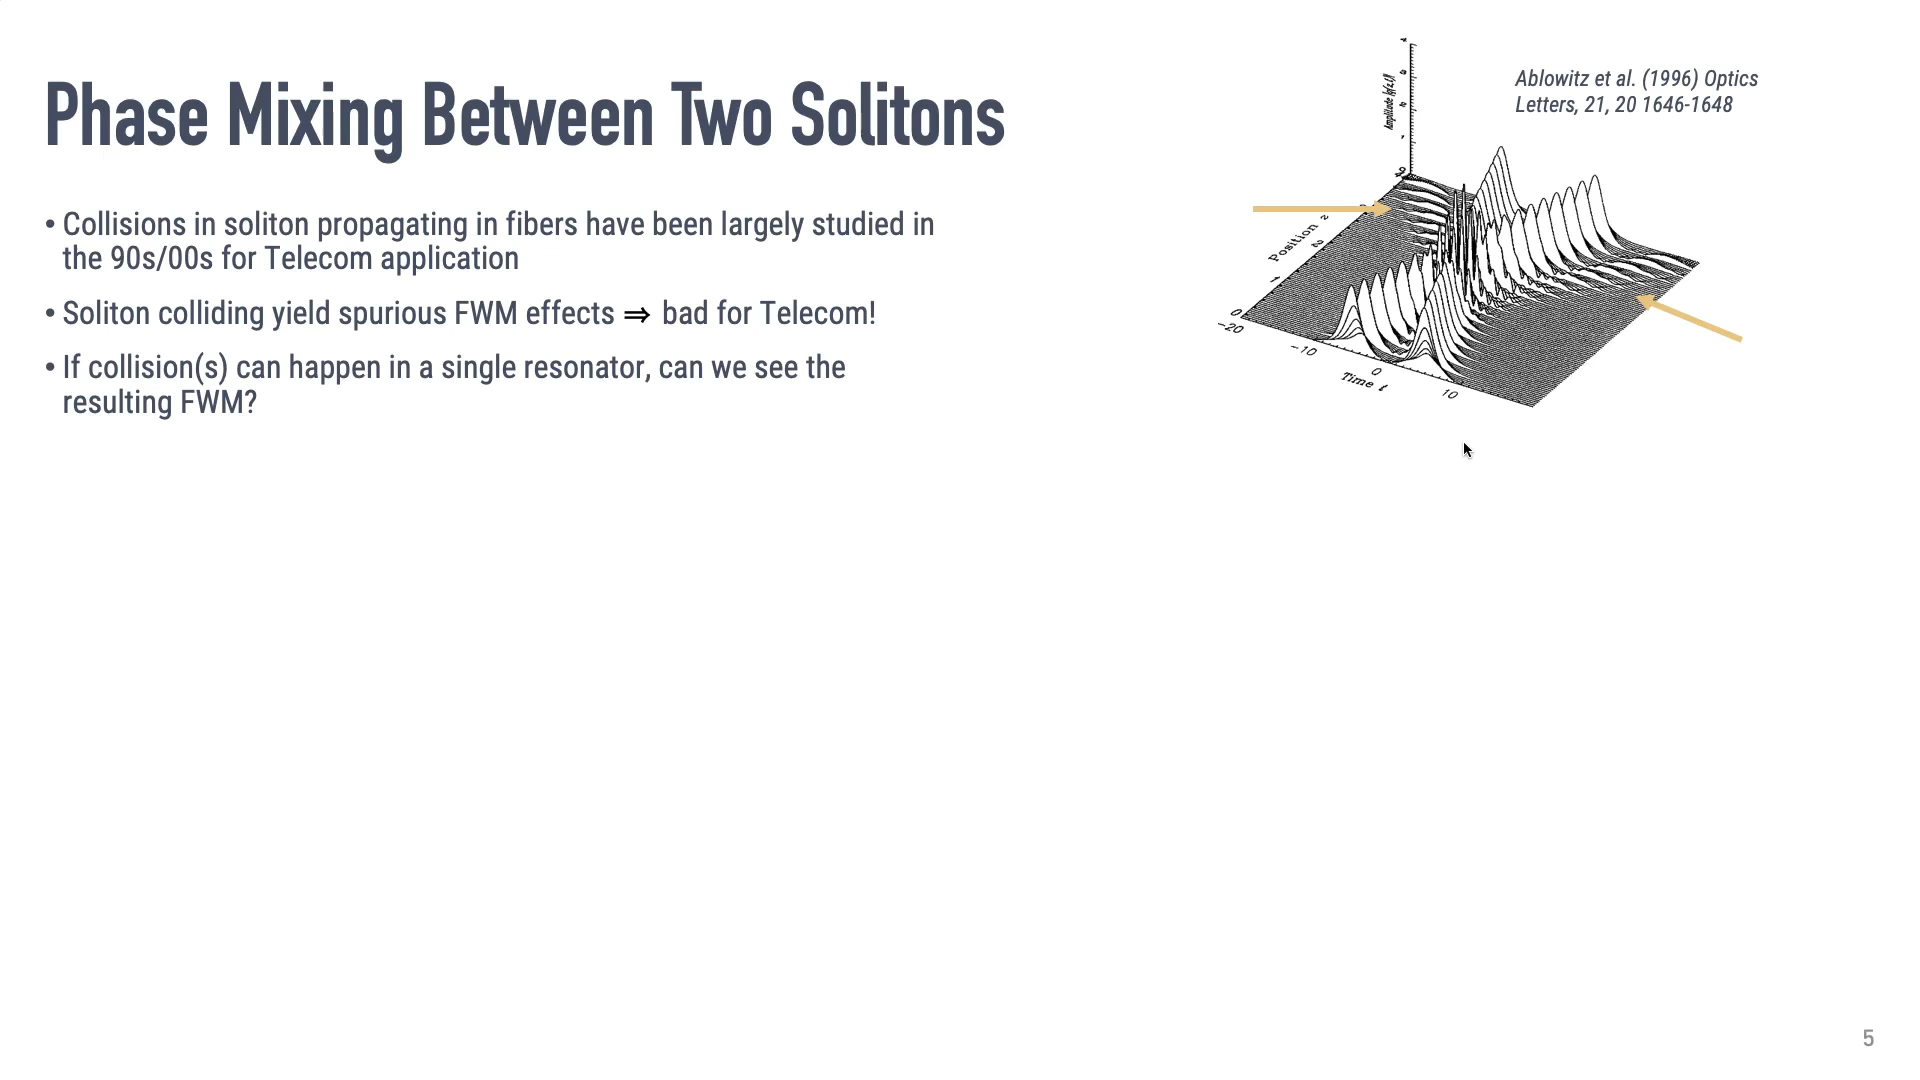 Phase Mixing Between Two Solitons
• Collisions in soliton propagating in fibers have been largely studied in
the 90s/00s for Telecom application
• Soliton colliding yield spurious FWM effects ⇒ bad for Telecom!
• If collision(s) can happen in a single resonator, can we see the
resulting FWM?
Ablowitz et al. (1996) Optics
Letters, 21, 20 1646-1648
Position z
0
-20
-10
0
10
Time t
5